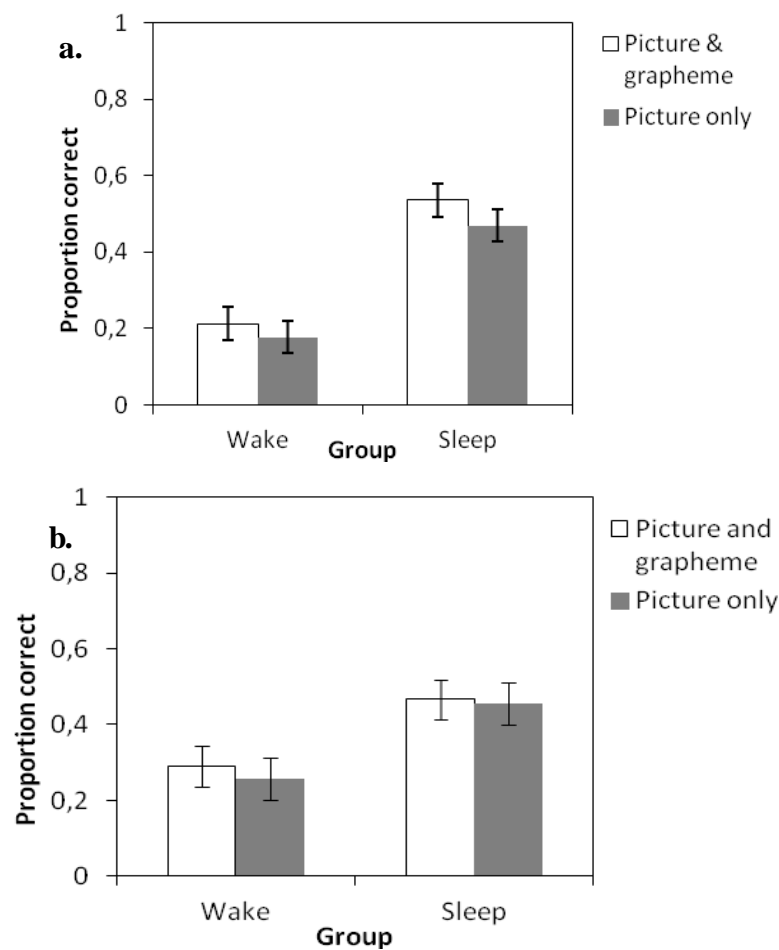 a.
Proportion correct
1
0,8
0,6
0,4
0,2
0
Wake
Sleep
Group
Picture &
grapheme
Picture only
b.
Proportion correct
1
0,8
0,6
0,4
0,2
0
Wake
Sleep
Group
Picture and
grapheme
Picture only